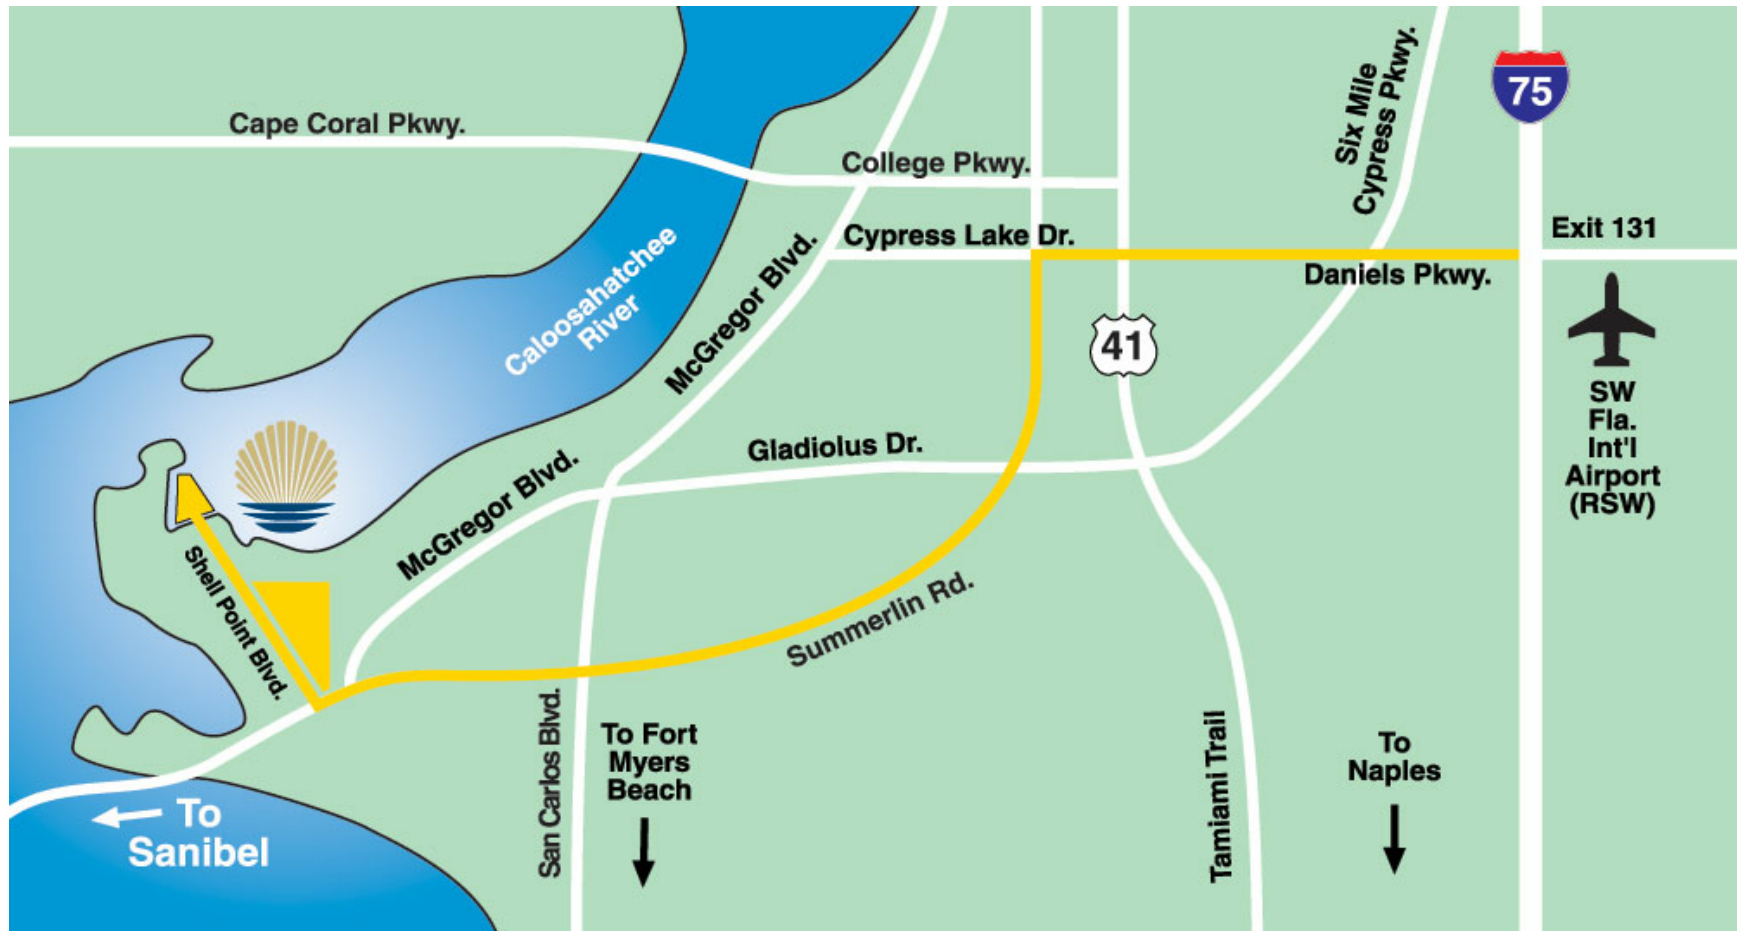 Cape Coral Pkwy.
College Pkwy.
Six Mile
Cypress Pkwy.
75
Exit 131
Cypress Lake Dr.
Daniels Pkwy.
McGregor Blvd.
Caloosahatchee
River
41
SW
Fla.
Int'l
Airport
(RSW)
Gladiolus Dr.
McGregor Blvd.
Shell Point Blvd.
Summerlin Rd.
San Carlos Blvd.
To Fort
Myers
Beach
Tamiami Trail
To
Naples
To
Sanibel